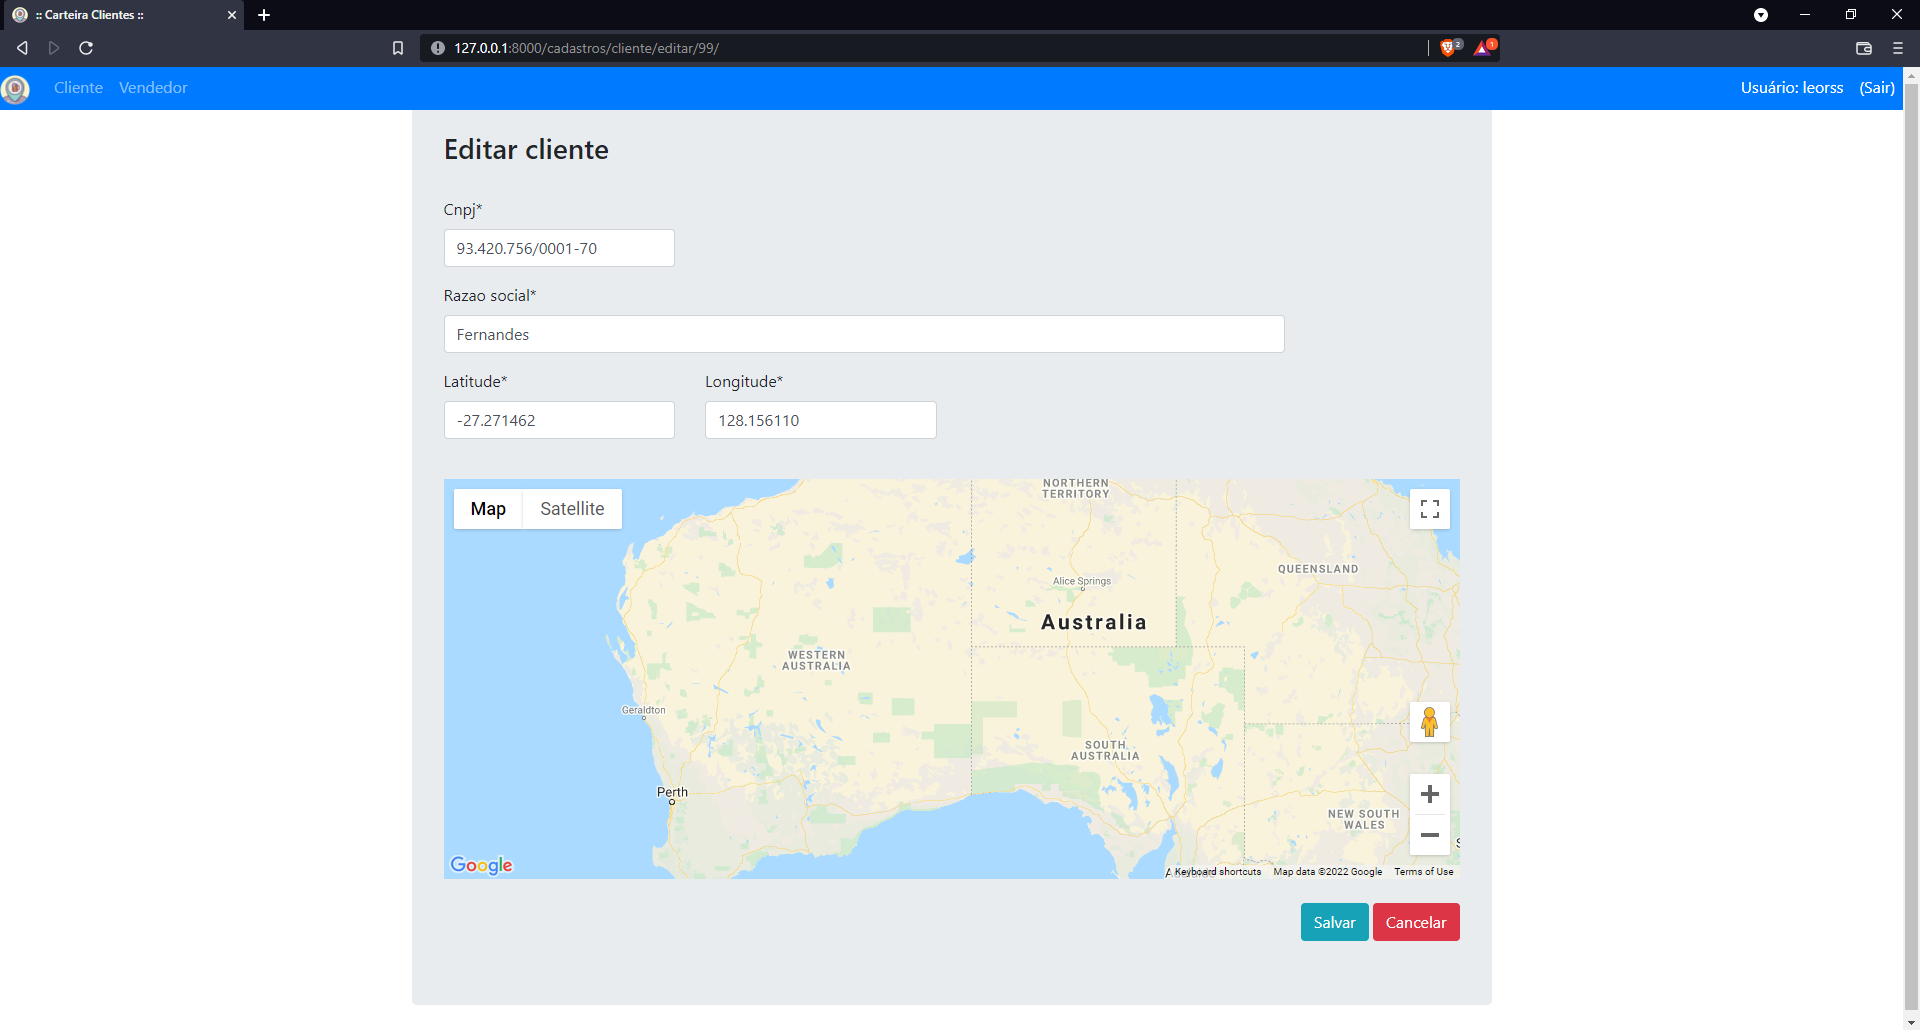 :: Carteira Clientes ::
127.0.0.1:8000/cadastros/cliente/editar/99/
2
1
Cliente Vendedor Usuário: leorss (Sair)
Editar cliente
Cnpj*
93.420.756/0001-70
Razao social*
Fernandes
Latitude* Longitude*
-27.271462 128.156110
Map Satellite
NORTHERN
TERRITORY
QUEENSLAND
Alice Springs
Australia
WESTERN
AUSTRALIA
Geraldton
SOUTH
AUSTRALIA
Perth
NEW SOUTH
WALES
Google
Keyboard shortcuts Map data ©2022 Google Terms of Use
Salvar Cancelar